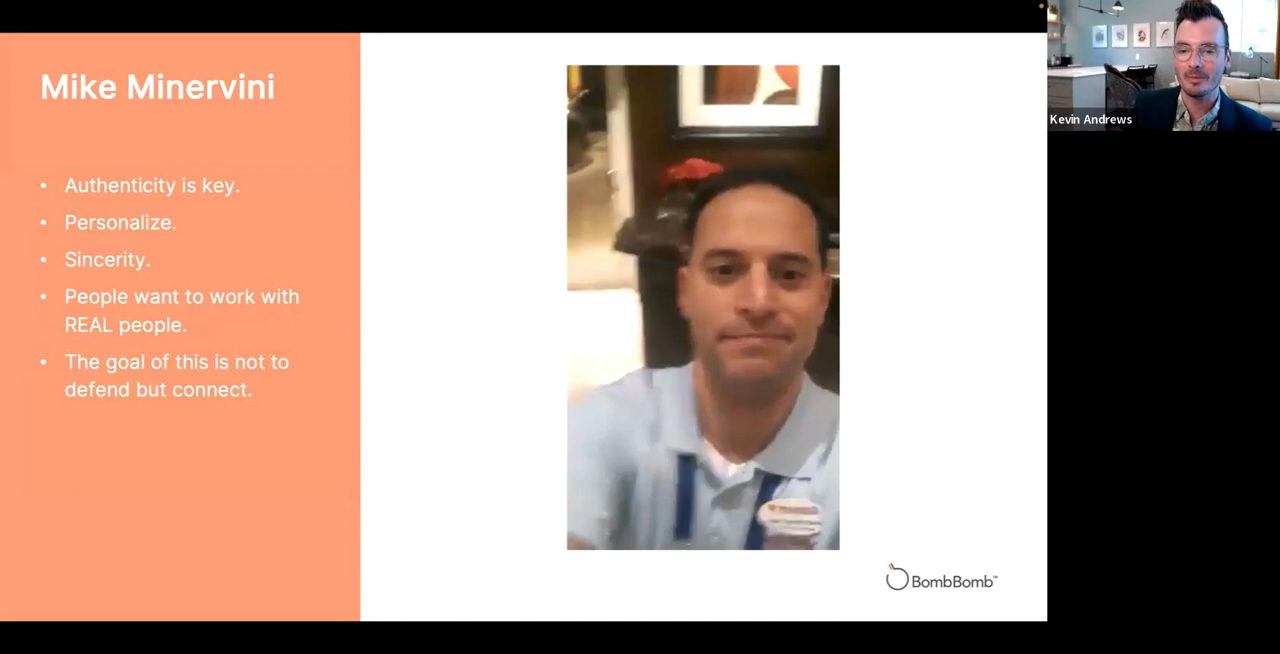 Mike Minervini
• Authenticity is key.
• Personalize.
• Sincerity.
• People want to work with
REAL people.
• The goal of this is not to
defend but connect.
Kevin Andrews
BombBomb™